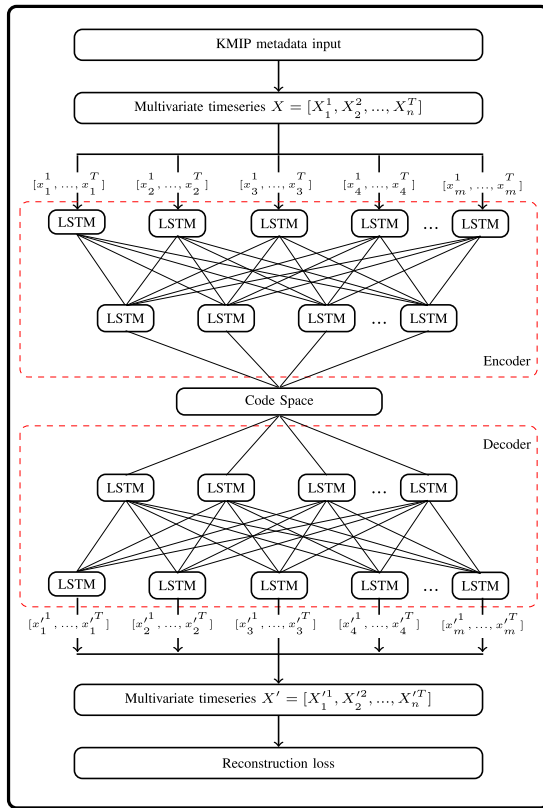 KMIP metadata input
Multivariate timeseries X = [X_1^1, X_2^2, ..., X_n^T]
[x_1^1, ..., x_1^T] [x_2^1, ..., x_2^T] [x_3^1, ..., x_3^T] [x_4^1, ..., x_4^T] [x_m^1, ..., x_m^T]
LSTM LSTM LSTM LSTM ... LSTM
LSTM LSTM LSTM ... LSTM
Encoder
Code Space
Decoder
LSTM LSTM LSTM ... LSTM
LSTM LSTM LSTM LSTM ... LSTM
[x'_1^1, ..., x'_1^T] [x'_2^1, ..., x'_2^T] [x'_3^1, ..., x'_3^T] [x'_4^1, ..., x'_4^T] [x'_m^1, ..., x'_m^T]
Multivariate timeseries X' = [X'_1^1, X'_2^2, ..., X'_n^T]
Reconstruction loss